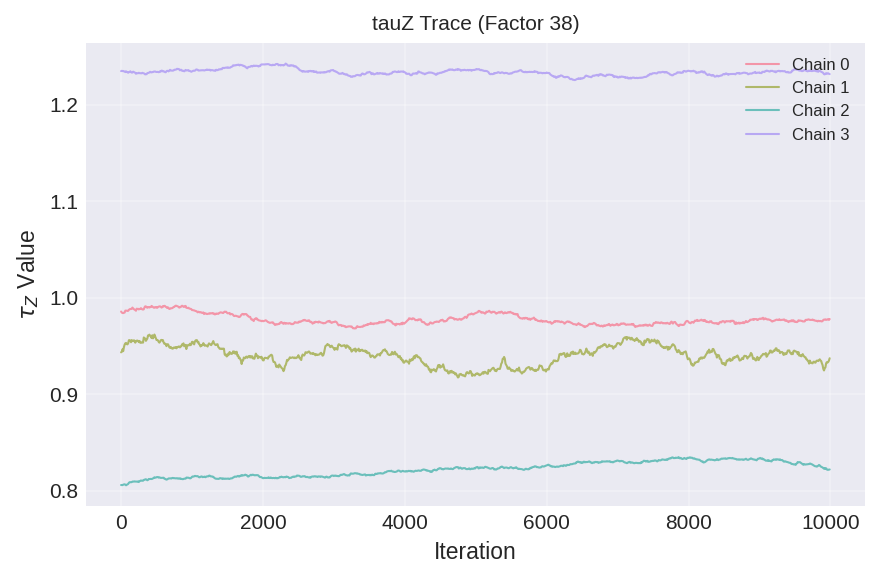 tauZ Trace (Factor 38)
Chain 0
Chain 1
Chain 2
Chain 3
1.2
1.1
1.0
0.9
0.8
τZ Value
0 2000 4000 6000 8000 10000
Iteration